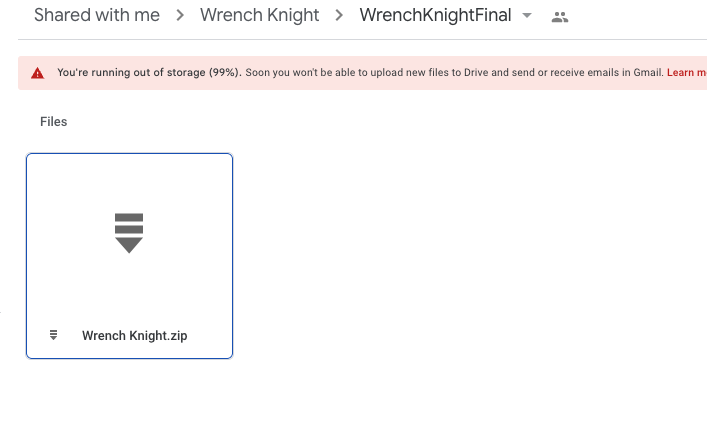 Shared with me > Wrench Knight > WrenchKnightFinal
You're running out of storage (99%). Soon you won't be able to upload new files to Drive and send or receive emails in Gmail. Learn m
Files
Wrench Knight.zip